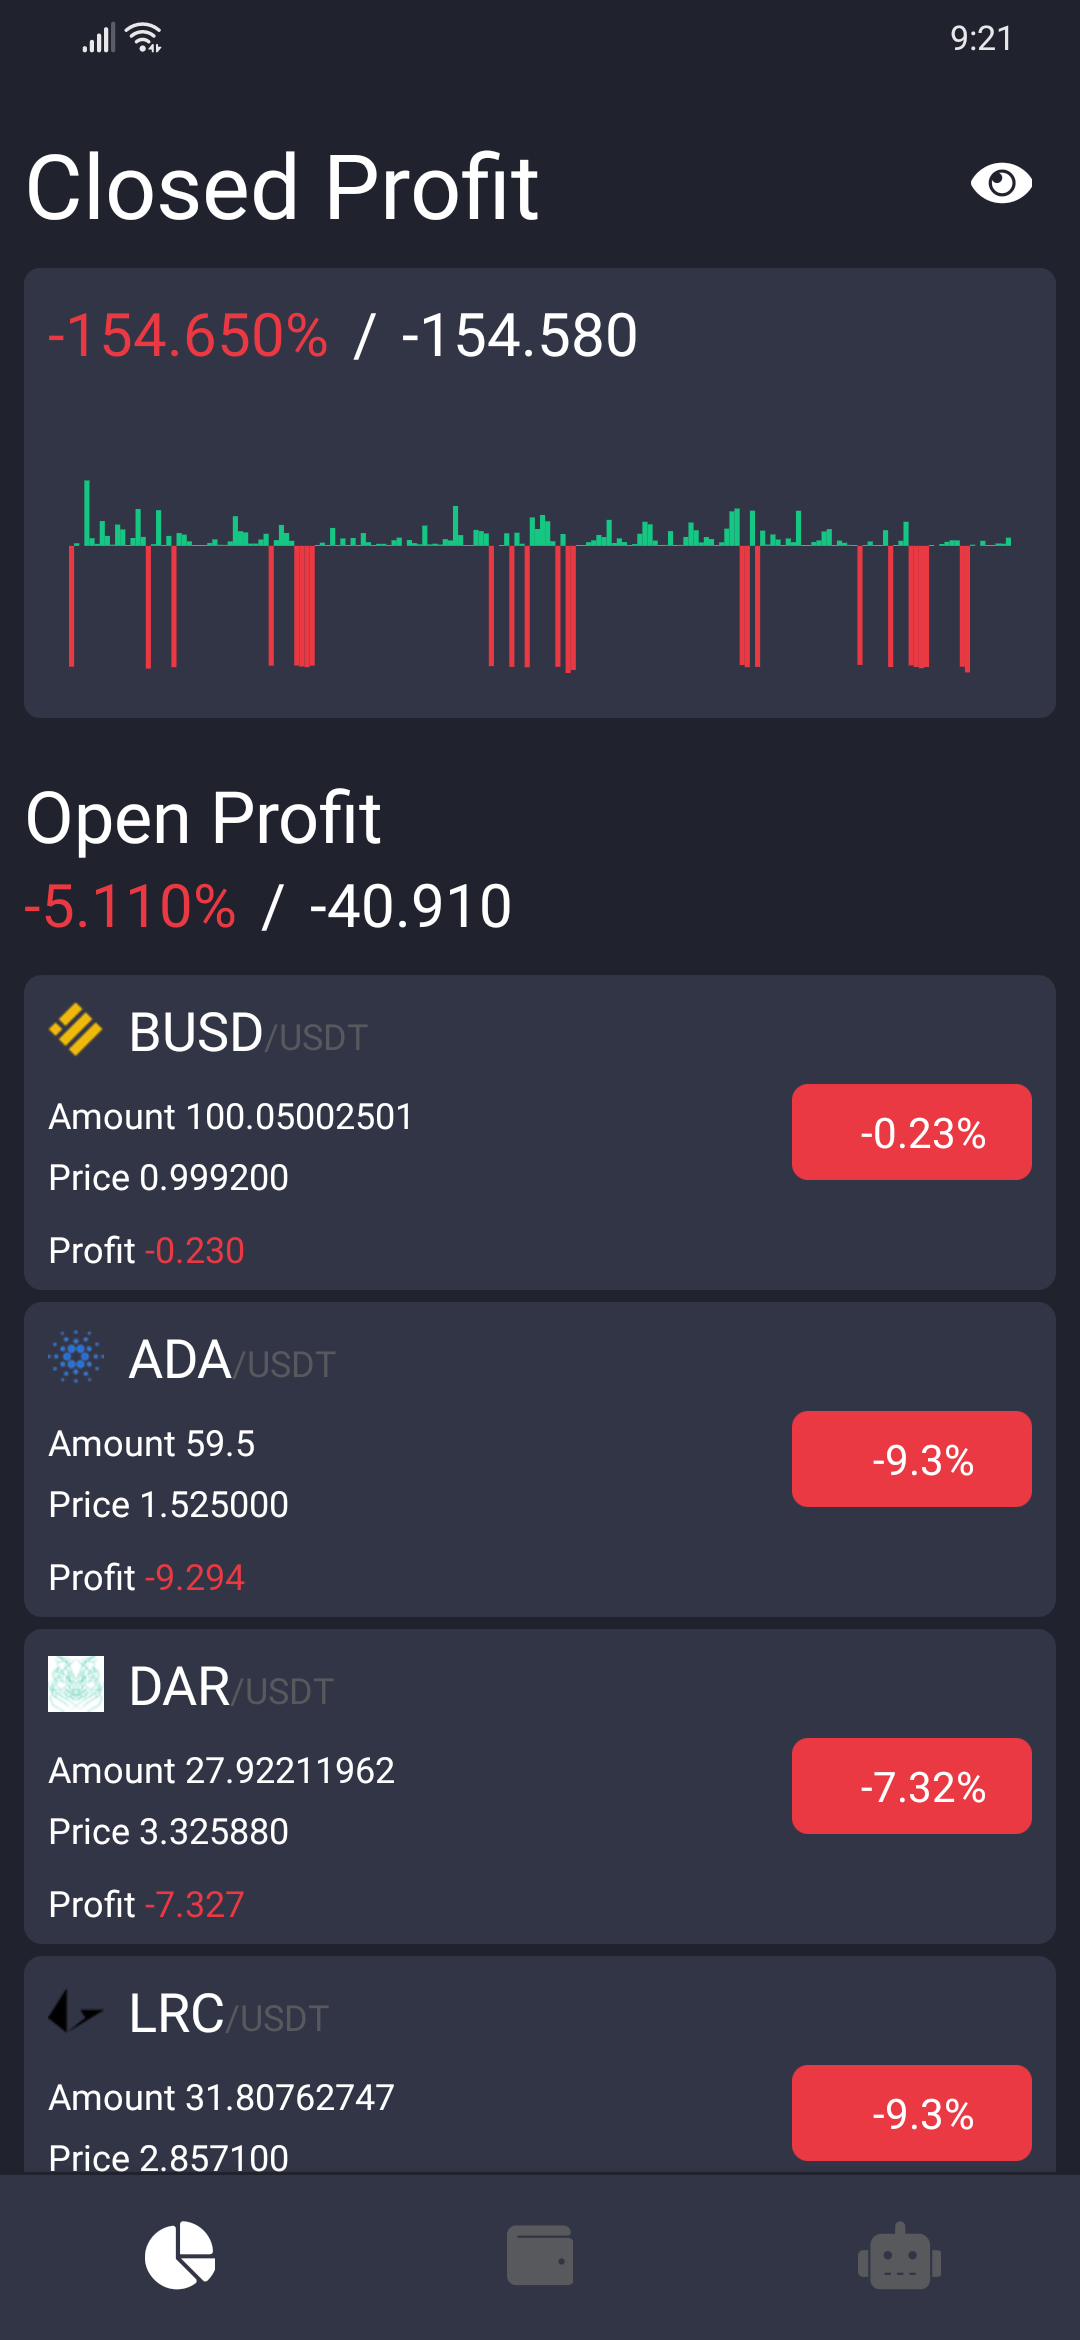 9:21
Closed Profit
-154.650% / -154.580
Open Profit
-5.110% / -40.910
BUSD/USDT
Amount 100.05002501
-0.23%
Price 0.999200
Profit -0.230
ADA/USDT
Amount 59.5
-9.3%
Price 1.525000
Profit -9.294
DAR/USDT
Amount 27.92211962
-7.32%
Price 3.325880
Profit -7.327
LRC/USDT
Amount 31.80762747
-9.3%
Price 2.857100